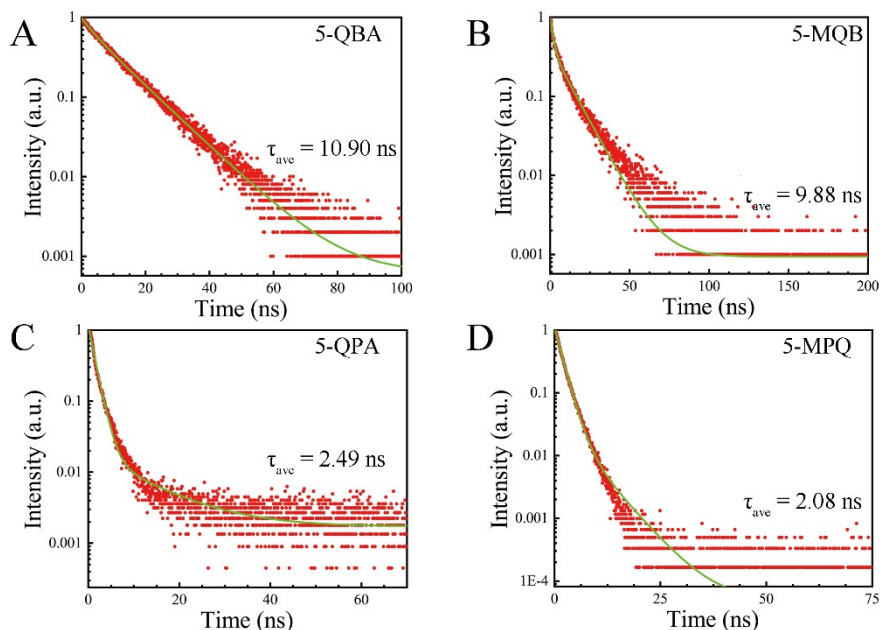 A
5-QBA
Intensity (a.u.)
1
0.1
0.01
0.001
τave = 10.90 ns
0 20 40 60 80 100
Time (ns)
B
5-MQB
Intensity (a.u.)
1
0.1
0.01
0.001
τave = 9.88 ns
0 50 100 150 200
Time (ns)
C
5-QPA
Intensity (a.u.)
1
0.1
0.01
0.001
τave = 2.49 ns
0 20 40 60
Time (ns)
D
5-MPQ
Intensity (a.u.)
1
0.1
0.01
0.001
1E-4
τave = 2.08 ns
0 25 50 75
Time (ns)